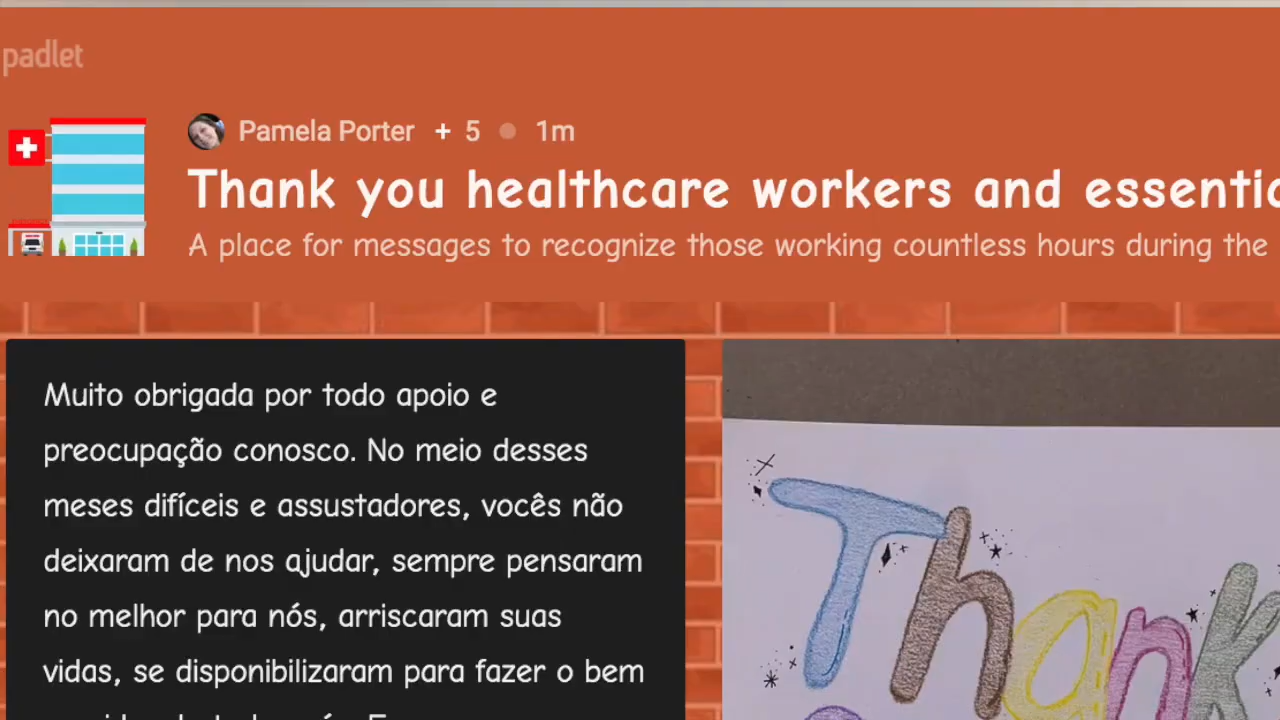 padlet
Pamela Porter + 5 1m
Thank you healthcare workers and
A place for messages to recognize those working countless hours during the
Muito obrigada por todo apoio e
preocupação conosco. No meio desses
meses difíceis e assustadores, vocês não
deixaram de nos ajudar, sempre pensaram
no melhor para nós, arriscaram suas
vidas, se disponibilizaram para fazer o bem
Thank